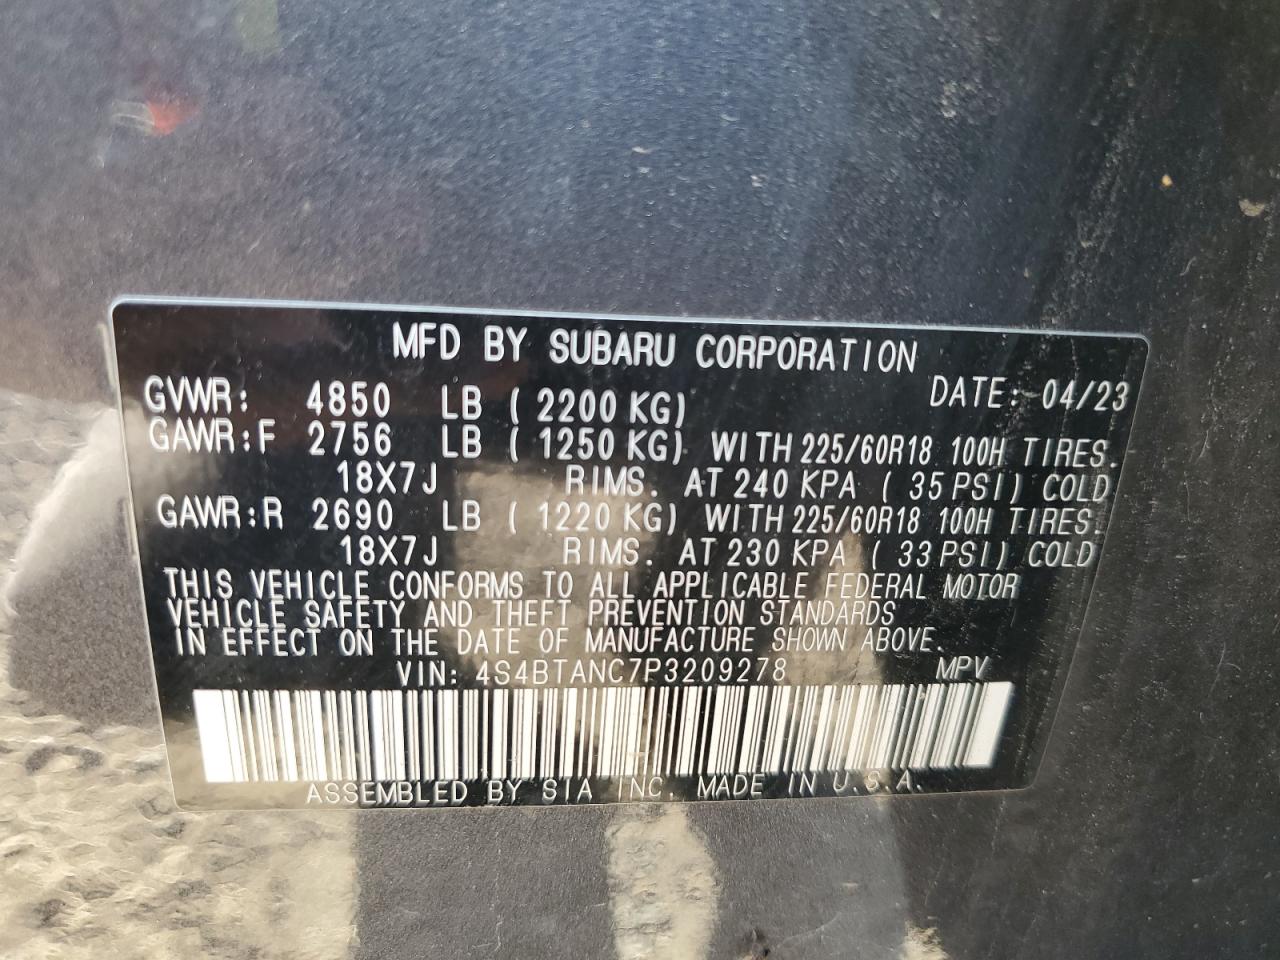 MFD BY SUBARU CORPORATION
GVWR: 4850 LB ( 2200 KG) DATE: 04/23
GAWR:F 2756 LB ( 1250 KG) WITH 225/60R18 100H TIRES.
18X7J RIMS. AT 240 KPA ( 35 PSI) COLD
GAWR:R 2690 LB ( 1220 KG) WITH 225/60R18 100H TIRES.
18X7J RIMS. AT 230 KPA ( 33 PSI) COLD
THIS VEHICLE CONFORMS TO ALL APPLICABLE FEDERAL MOTOR
VEHICLE SAFETY AND THEFT PREVENTION STANDARDS
IN EFFECT ON THE DATE OF MANUFACTURE SHOWN ABOVE.
VIN: 4S4BTANC7P3209278 MPV
ASSEMBLED BY SIA INC. MADE IN U.S.A.